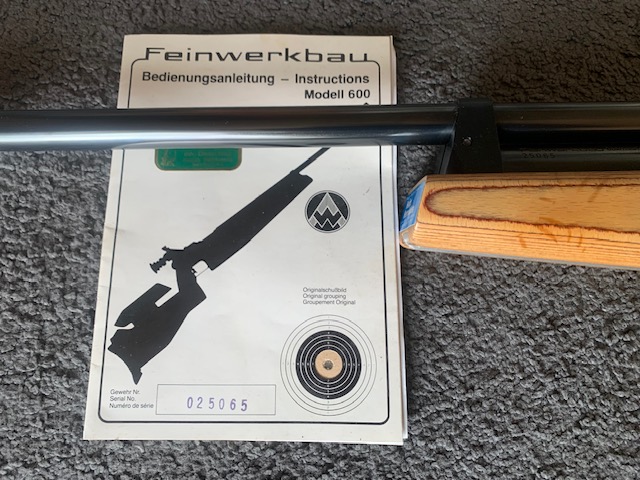 Feinwerkbau
Bedienungsanleitung – Instructions
Modell 600
Originalschußbild
Original grouping
Groupement Original
Gewehr Nr.
Serial No.
Numéro de série
025065